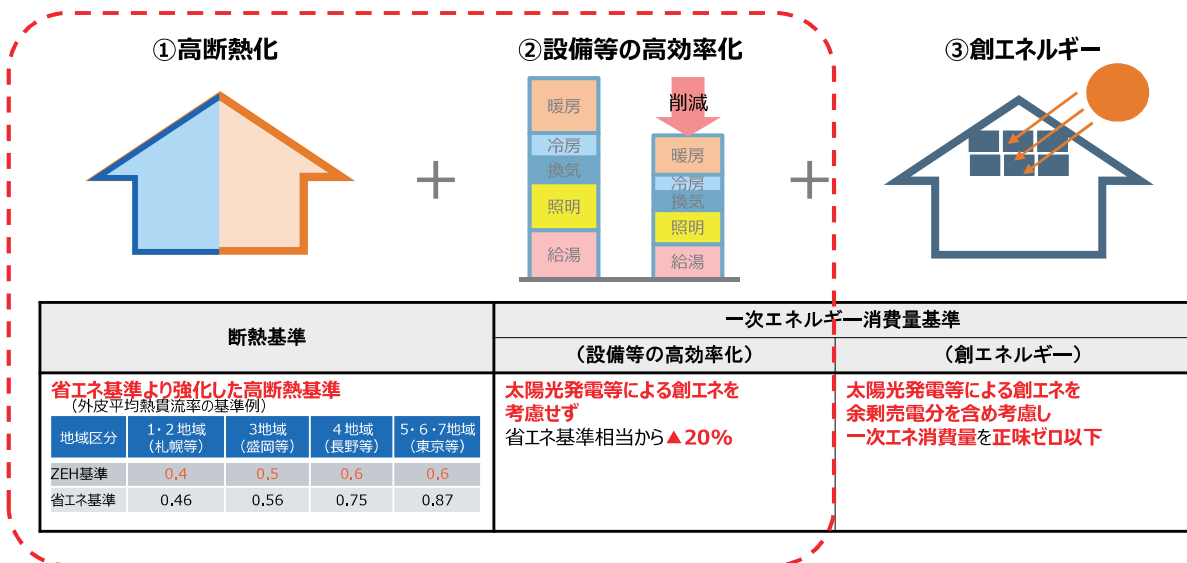 ①高断熱化
②設備等の高効率化
③創エネルギー
暖房
冷房
換気
照明
給湯
削減
暖房
冷房
換気
照明
給湯
断熱基準
一次エネルギー消費量基準
（設備等の高効率化）
（創エネルギー）
省エネ基準より強化した高断熱基準
（外皮平均熱貫流率の基準例）
地域区分
1・2地域
（札幌等）
3地域
（盛岡等）
4地域
（長野等）
5・6・7地域
（東京等）
ZEH基準 0.4 0.5 0.6 0.6
省エネ基準 0.46 0.56 0.75 0.87
太陽光発電等による創エネを
考慮せず
省エネ基準相当から▲20%
太陽光発電等による創エネを
余剰売電分を含め考慮し
一次エネ消費量を正味ゼロ以下